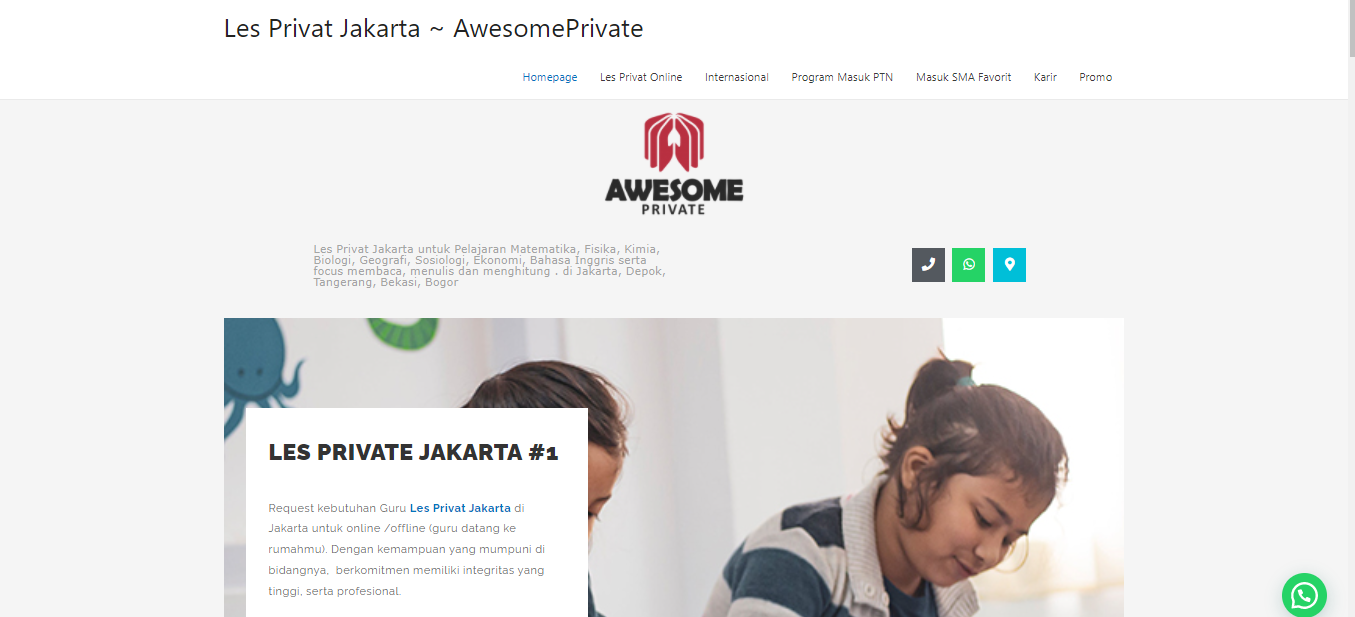 Les Privat Jakarta ~ AwesomePrivate
Homepage Les Privat Online Internasional Program Masuk PTN Masuk SMA Favorit Karir Promo
AWESOME
PRIVATE
Les Privat Jakarta untuk Pelajaran Matematika, Fisika, Kimia,
Biologi, Geografi, Sosiologi, Ekonomi, Bahasa Inggris serta
focus membaca, menulis dan menghitung . di Jakarta, Depok,
Tangerang, Bekasi, Bogor
LES PRIVATE JAKARTA #1
Request kebutuhan Guru Les Privat Jakarta di
Jakarta untuk online /offline (guru datang ke
rumahmu). Dengan kemampuan yang mumpuni di
bidangnya, berkomitmen memiliki integritas yang
tinggi, serta profesional.